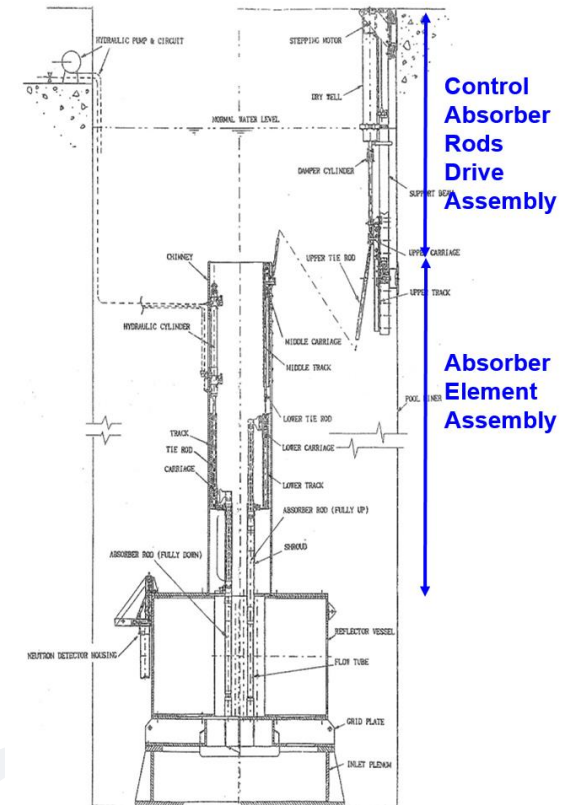 HYDRAULIC PUMP & CIRCUIT
STEPPING MOTOR
DRY WELL
Control
Absorber
Rods
Drive
Assembly
NORMAL WATER LEVEL
DAMPER CYLINDER
SUPPORT BEAM
UPPER CARRIAGE
CHIMNEY
UPPER TIE ROD
UPPER TRACK
HYDRAULIC CYLINDER
MIDDLE CARRIAGE
MIDDLE TRACK
Absorber
Element
Assembly
POOL LINER
LOWER TIE ROD
TRACK
TIE ROD
CARRIAGE
LOWER CARRIAGE
LOWER TRACK
ABSORBER ROD (FULLY UP)
SHROUD
ABSORBER ROD (FULLY DOWN)
REFLECTOR VESSEL
NEUTRON DETECTOR HOUSING
FLOW TUBE
GRID PLATE
INLET PLENUM